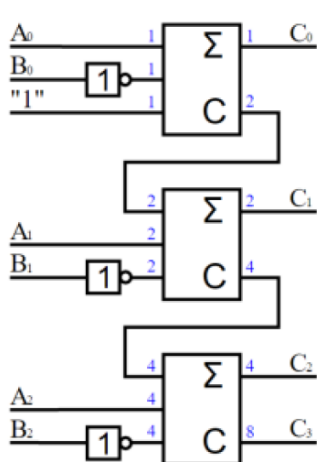 A₀ 1 Σ 1 C₀
B₀ 1 1
"1" 1 C 2
2 Σ 2 C₁
A₁ 2
B₁ 1 2 C 4
4 Σ 4 C₂
A₂ 4
B₂ 1 4 C 8 C₃